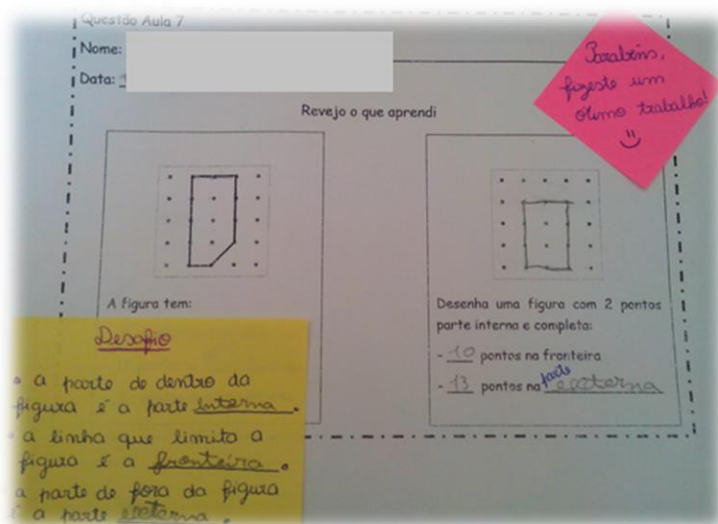 Questão Aula 7
Nome:
Data:
Revejo o que aprendi
Parabéns,
fizeste um
ótimo trabalho!
A figura tem:
Desenha uma figura com 2 pontos
parte interna e completa:
- 10 pontos na fronteira
- 13 pontos na parte externa
Desafio
a parte de dentro da
figura é a parte interna.
a linha que limita a
figura é a fronteira.
a parte de fora da figura
é a parte externa.